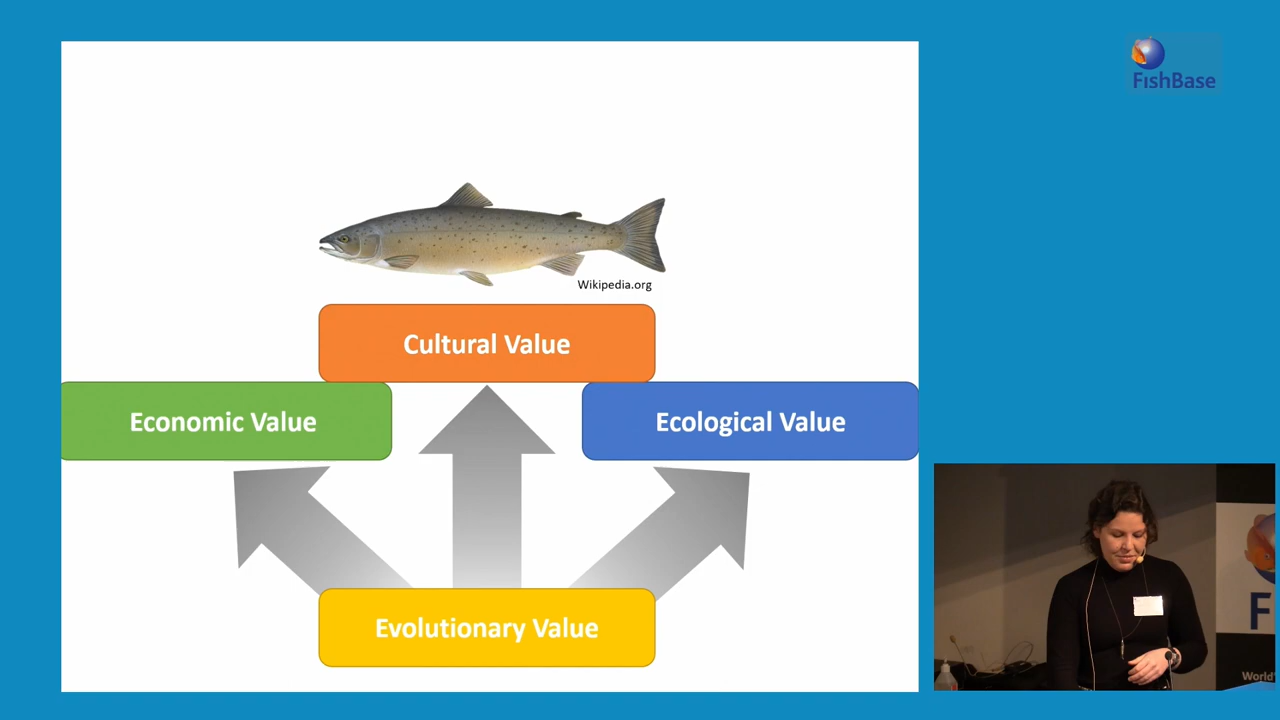 FishBase
Wikipedia.org
Cultural Value
Economic Value
Ecological Value
Evolutionary Value
F
World